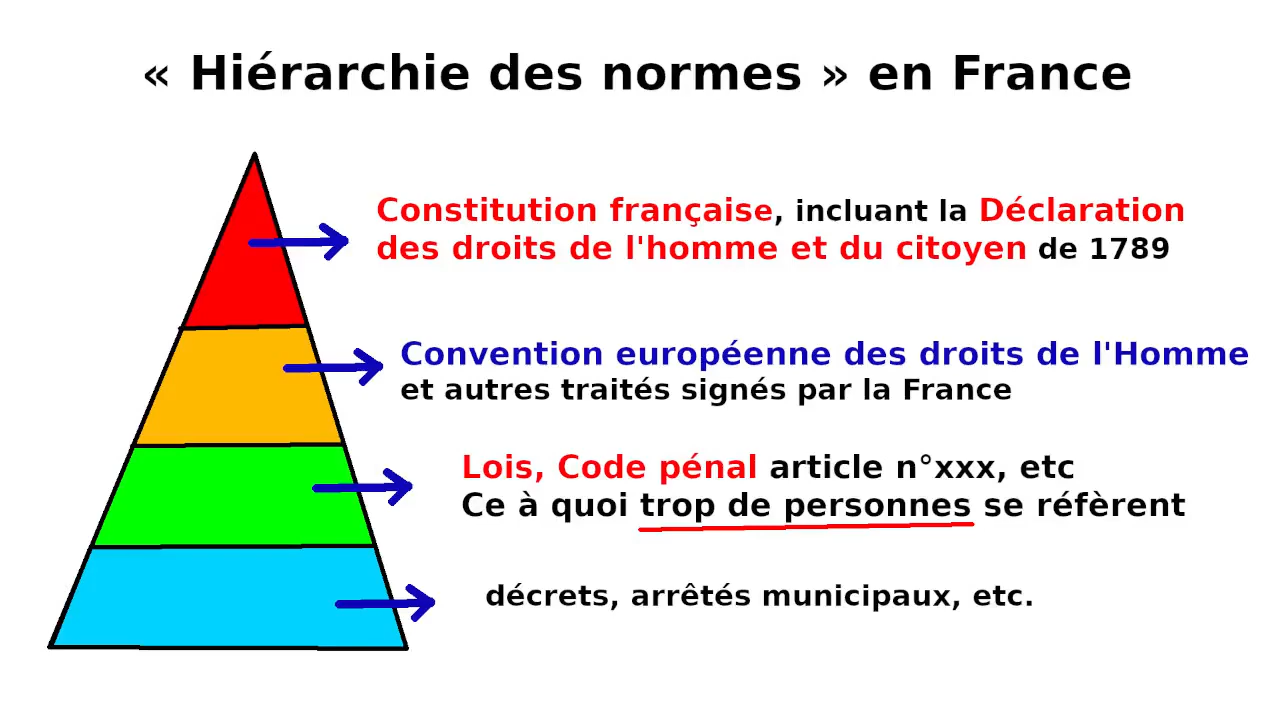 « Hiérarchie des normes » en France
Constitution française, incluant la Déclaration
des droits de l'homme et du citoyen de 1789
Convention européenne des droits de l'Homme
et autres traités signés par la France
Lois, Code pénal article n°xxx, etc
Ce à quoi trop de personnes se réfèrent
décrets, arrêtés municipaux, etc.